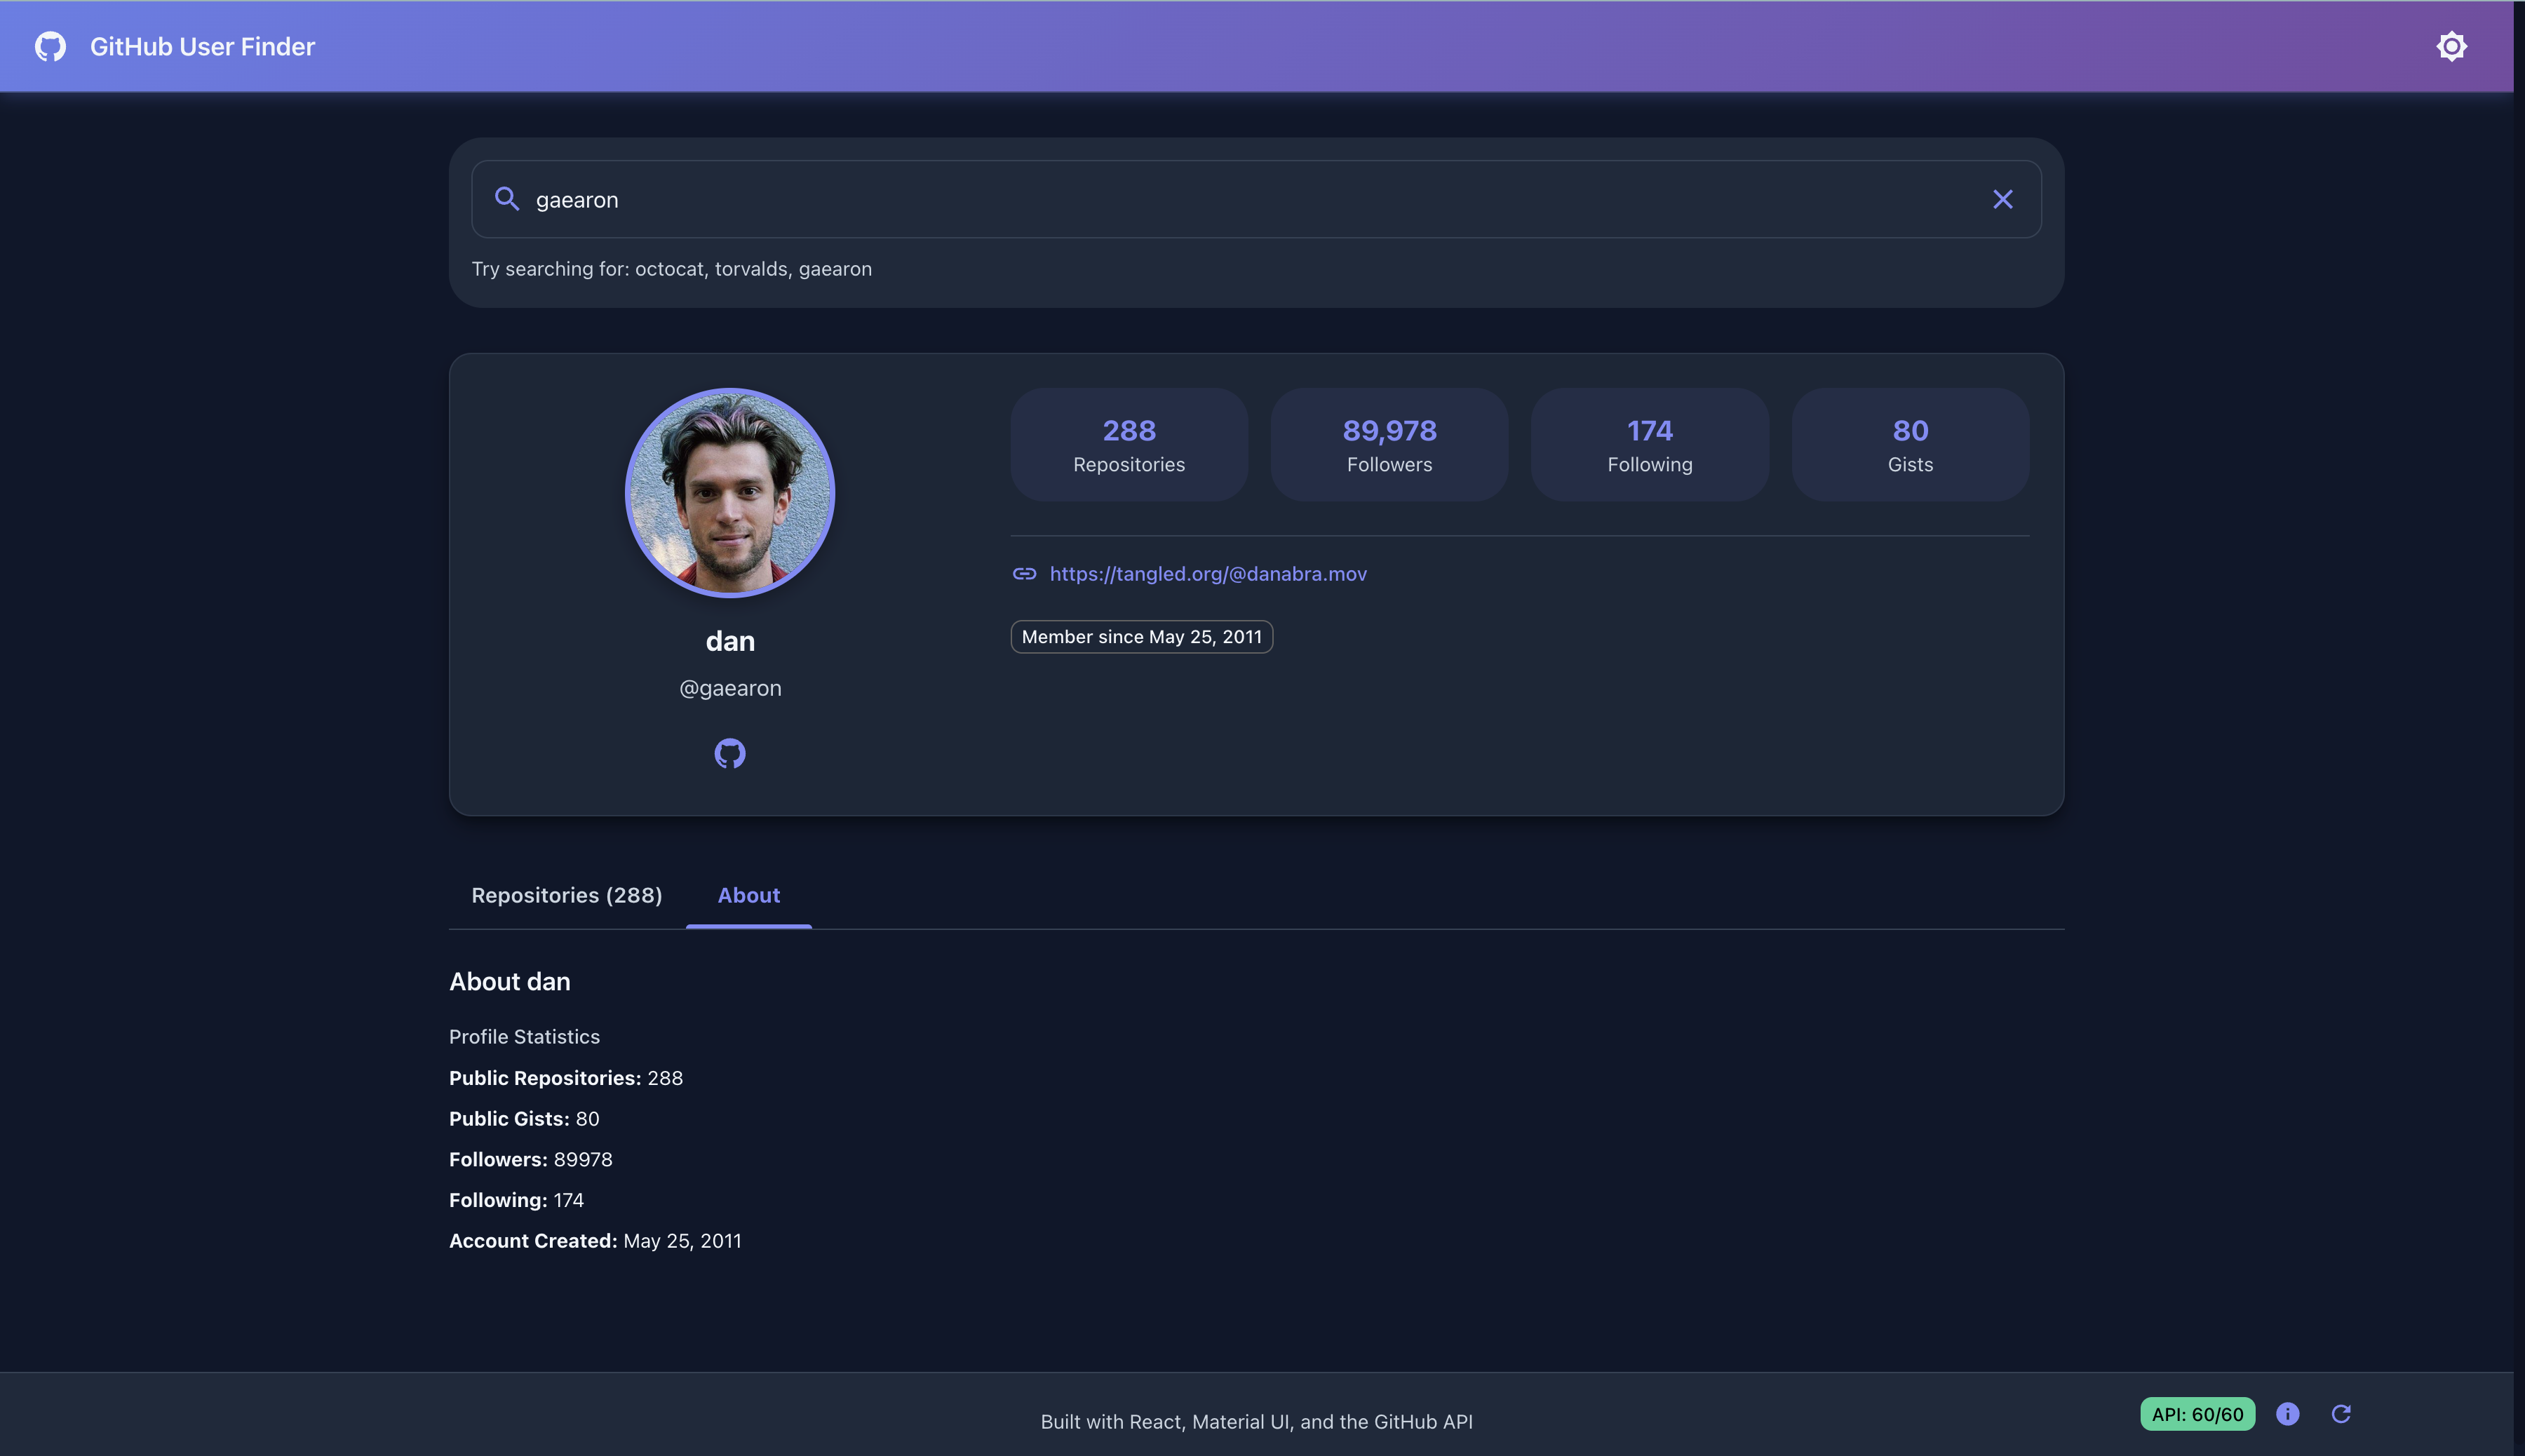 GitHub User Finder
gaearon
Try searching for: octocat, torvalds, gaearon
288
Repositories
89,978
Followers
174
Following
80
Gists
https://tangled.org/@danabra.mov
Member since May 25, 2011
dan
@gaearon
Repositories (288)
About
About dan
Profile Statistics
Public Repositories: 288
Public Gists: 80
Followers: 89978
Following: 174
Account Created: May 25, 2011
Built with React, Material UI, and the GitHub API
API: 60/60